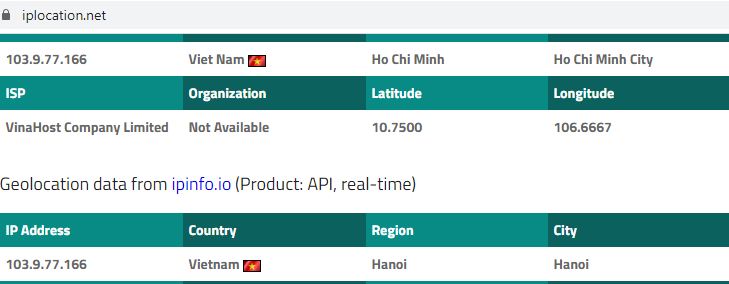 iplocation.net
103.9.77.166 Viet Nam Ho Chi Minh Ho Chi Minh City
ISP Organization Latitude Longitude
VinaHost Company Limited Not Available 10.7500 106.6667
Geolocation data from ipinfo.io (Product: API, real-time)
IP Address Country Region City
103.9.77.166 Vietnam Hanoi Hanoi